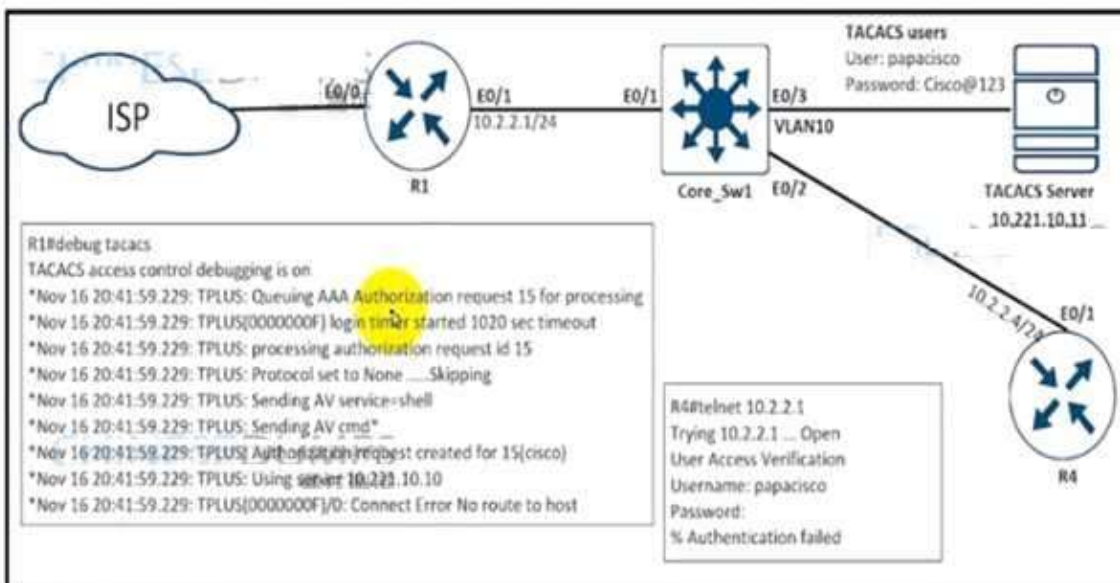 ISP
E0/0
R1
E0/1
10.2.2.1/24
E0/1
Core_Sw1
E0/3
VLAN10
E0/2
TACACS users
User: papacisco
Password: Cisco@123
TACACS Server
10.221.10.11
10.2.2.4/24
E0/1
R4
R1#debug tacacs
TACACS access control debugging is on
*Nov 16 20:41:59.229: TPLUS: Queuing AAA Authorization request 15 for processing
*Nov 16 20:41:59.229: TPLUS(0000000F) login timer started 1020 sec timeout
*Nov 16 20:41:59.229: TPLUS: processing authorization request id 15
*Nov 16 20:41:59.229: TPLUS: Protocol set to None .....Skipping
*Nov 16 20:41:59.229: TPLUS: Sending AV service=shell
*Nov 16 20:41:59.229: TPLUS: Sending AV cmd*
*Nov 16 20:41:59.229: TPLUS: Authorization request created for 15(cisco)
*Nov 16 20:41:59.229: TPLUS: Using server 10.221.10.10
*Nov 16 20:41:59.229: TPLUS(0000000F)/0: Connect Error No route to host
R4#telnet 10.2.2.1
Trying 10.2.2.1 ... Open
User Access Verification
Username: papacisco
Password:
% Authentication failed